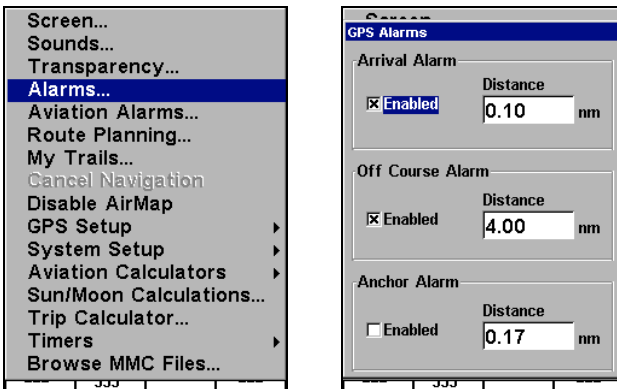 Screen...
Sounds...
Transparency...
Alarms...
Aviation Alarms...
Route Planning...
My Trails...
Cancel Navigation
Disable AirMap
GPS Setup
System Setup
Aviation Calculators
Sun/Moon Calculations...
Trip Calculator...
Timers
Browse MMC Files...
GPS Alarms
Arrival Alarm
Distance
Enabled 0.10 nm
Off Course Alarm
Distance
Enabled 4.00 nm
Anchor Alarm
Distance
Enabled 0.17 nm